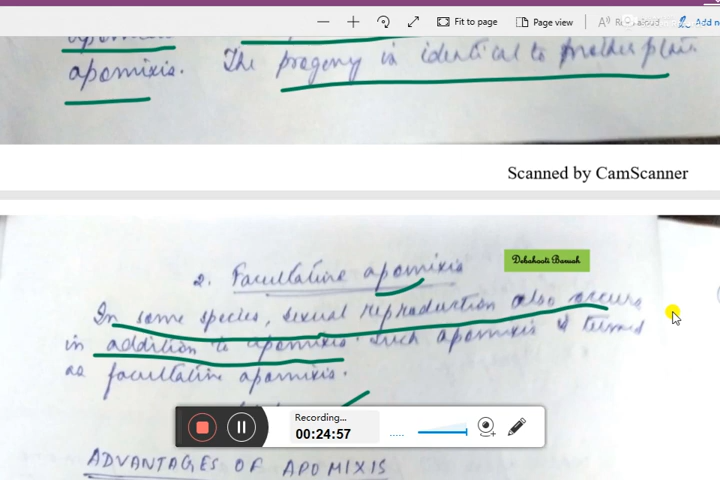 Fit to page
Page view
Add
apomixis. The progeny is identical to mother plant
Scanned by CamScanner
2. Facultative apomixis
Debahooti Baruah
In some species, sexual reproduction also occurs
in addition to apomixis. Such apomixis is termed
as facultative apomixis.
Recording...
00:24:57
ADVANTAGES OF APOMIXIS